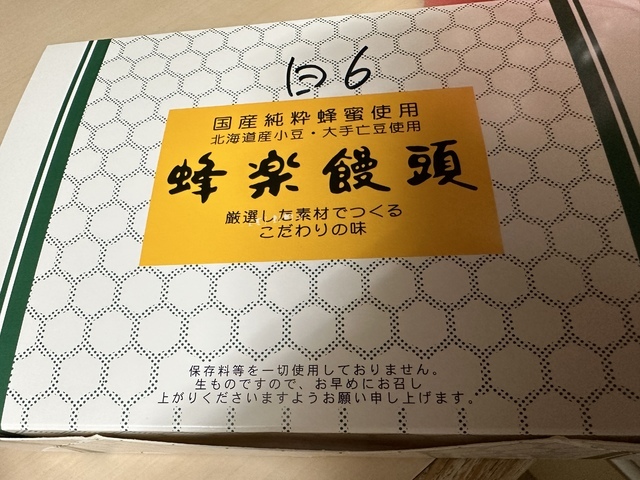 白6
国産純粋蜂蜜使用
北海道産小豆・大手亡豆使用
蜂楽饅頭
厳選した素材でつくる
こだわりの味
保存料等を一切使用しておりません。
生ものですので、お早めにお召し
上がりくださいますようお願い申し上げます。